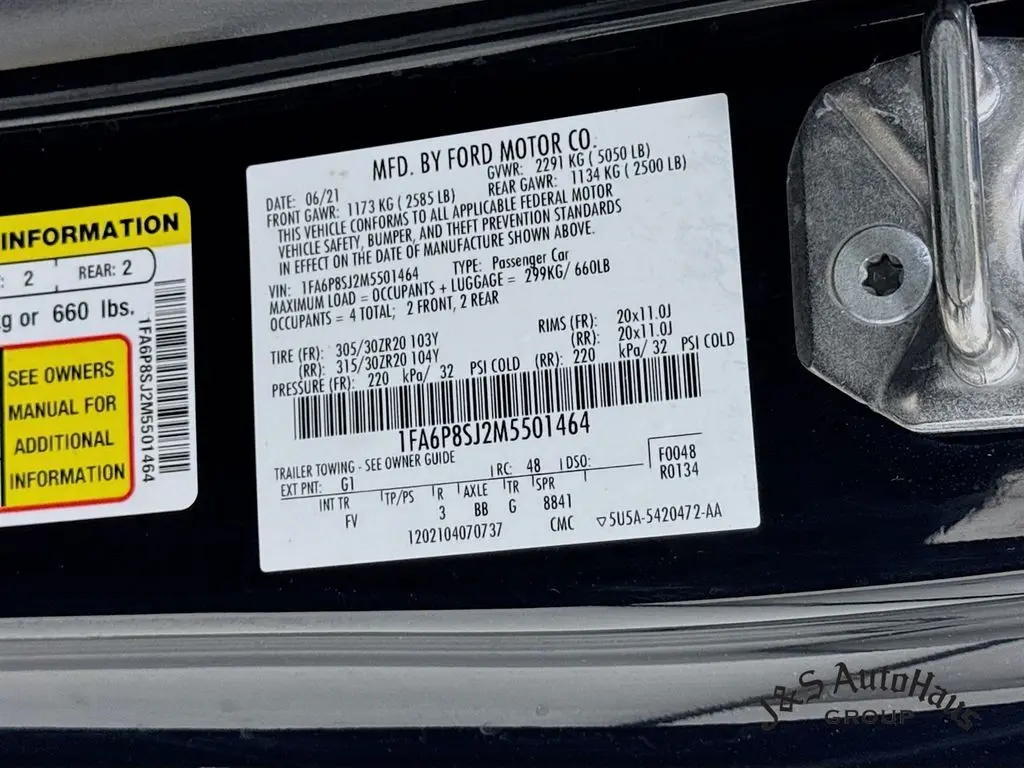 INFORMATION
: 2 REAR: 2
kg or 660 lbs.
SEE OWNERS
MANUAL FOR
ADDITIONAL
INFORMATION
1FA6P8SJ2M5501464
MFD. BY FORD MOTOR CO.
DATE: 06/21 GVWR: 2291 KG ( 5050 LB)
FRONT GAWR: 1173 KG ( 2585 LB) REAR GAWR: 1134 KG ( 2500 LB)
THIS VEHICLE CONFORMS TO ALL APPLICABLE FEDERAL MOTOR
VEHICLE SAFETY, BUMPER, AND THEFT PREVENTION STANDARDS
IN EFFECT ON THE DATE OF MANUFACTURE SHOWN ABOVE.
VIN: 1FA6P8SJ2M5501464 TYPE: Passenger Car
MAXIMUM LOAD = OCCUPANTS + LUGGAGE = 299KG/ 660LB
OCCUPANTS = 4 TOTAL; 2 FRONT, 2 REAR
TIRE (FR): 305/30ZR20 103Y RIMS (FR): 20x11.0J
(RR): 315/30ZR20 104Y (RR): 20x11.0J
PRESSURE (FR): 220 kPa/ 32 PSI COLD (RR): 220 kPa/ 32 PSI COLD
1FA6P8SJ2M5501464
TRAILER TOWING - SEE OWNER GUIDE F0048
EXT PNT: G1 RC: 48 DSO: R0134
INT TR TP/PS R AXLE TR SPR
FV 3 BB G 8841
1202104070737 CMC ▽5U5A-5420472-AA
J&S AutoHaus
GROUP